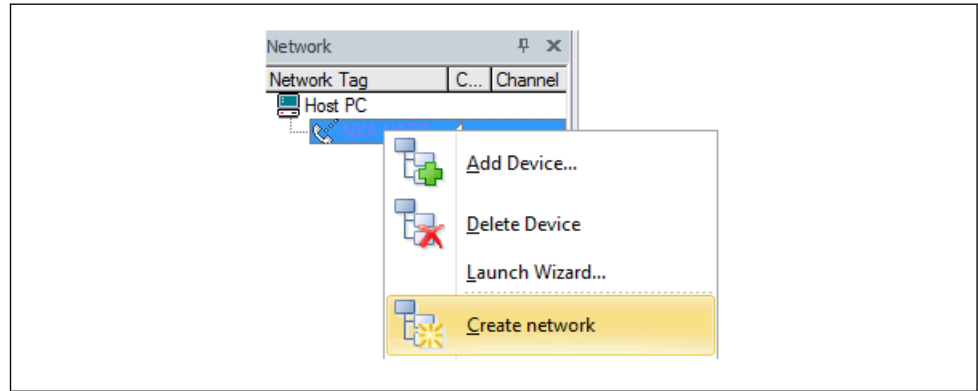 Network
Network Tag C... Channel
Host PC
Add Device...
Delete Device
Launch Wizard...
Create network